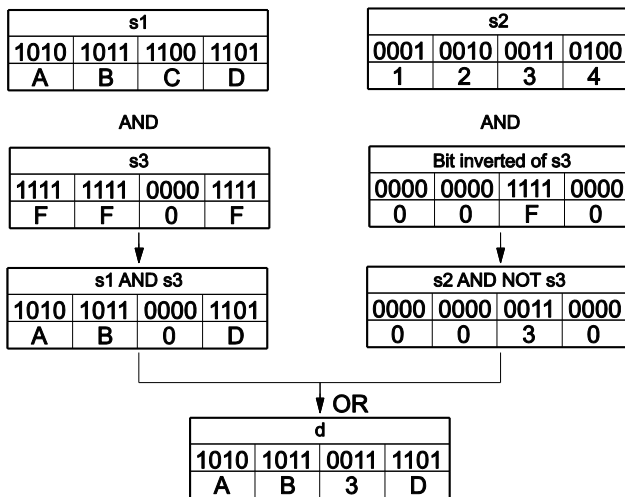 s1
1010 1011 1100 1101
A B C D
s2
0001 0010 0011 0100
1 2 3 4
AND
AND
s3
1111 1111 0000 1111
F F 0 F
Bit inverted of s3
0000 0000 1111 0000
0 0 F 0
s1 AND s3
1010 1011 0000 1101
A B 0 D
s2 AND NOT s3
0000 0000 0011 0000
0 0 3 0
OR
d
1010 1011 0011 1101
A B 3 D